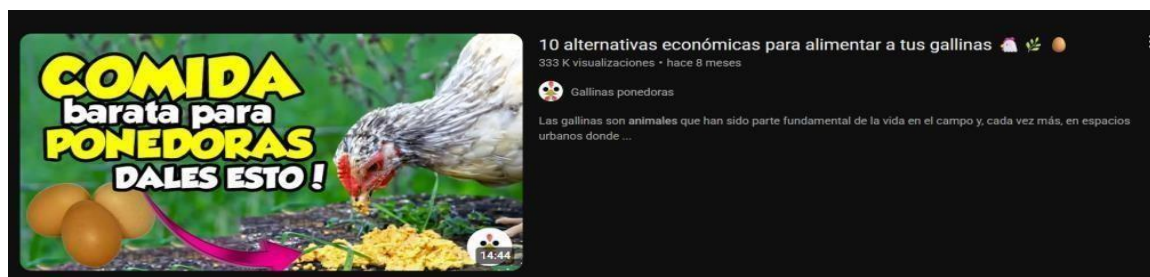 COMIDA
barata para
PONEDORAS
DALES ESTO!
14:44
10 alternativas económicas para alimentar a tus gallinas 🐔 🌿 🥚
333 K visualizaciones • hace 8 meses
Gallinas ponedoras
Las gallinas son animales que han sido parte fundamental de la vida en el campo y, cada vez más, en espacios
urbanos donde ...